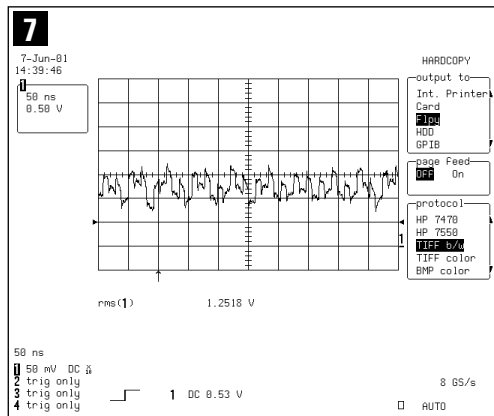 7
7-Jun-01
14:39:46
1
50 ns
0.50 V
HARDCOPY
output to
Int. Printer
Card
Flpy
HDD
GPIB
page feed
OFF On
protocol
HP 7470
HP 7550
TIFF b/w
TIFF color
BMP color
1
rms(1) 1.2518 V
50 ns
1 50 mV DC
2 trig only
3 trig only
4 trig only
1 DC 0.53 V
8 GS/s
AUTO